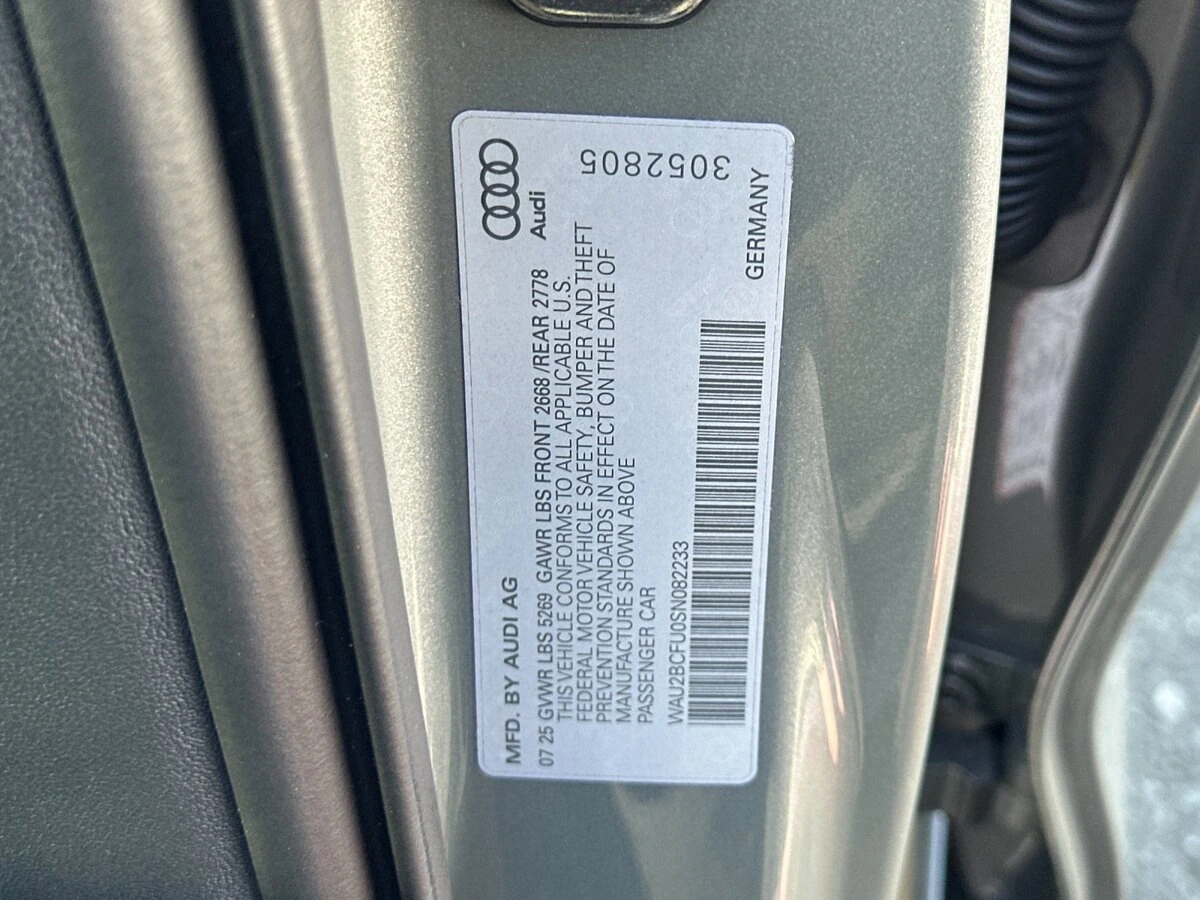 MFD. BY AUDI AG
Audi
07 25 GVWR LBS 5269 GAWR LBS FRONT 2668 /REAR 2778
THIS VEHICLE CONFORMS TO ALL APPLICABLE U.S.
FEDERAL MOTOR VEHICLE SAFETY, BUMPER AND THEFT
PREVENTION STANDARDS IN EFFECT ON THE DATE OF
MANUFACTURE SHOWN ABOVE
PASSENGER CAR
WAU2BCFU0SN082233
GERMANY
3052805